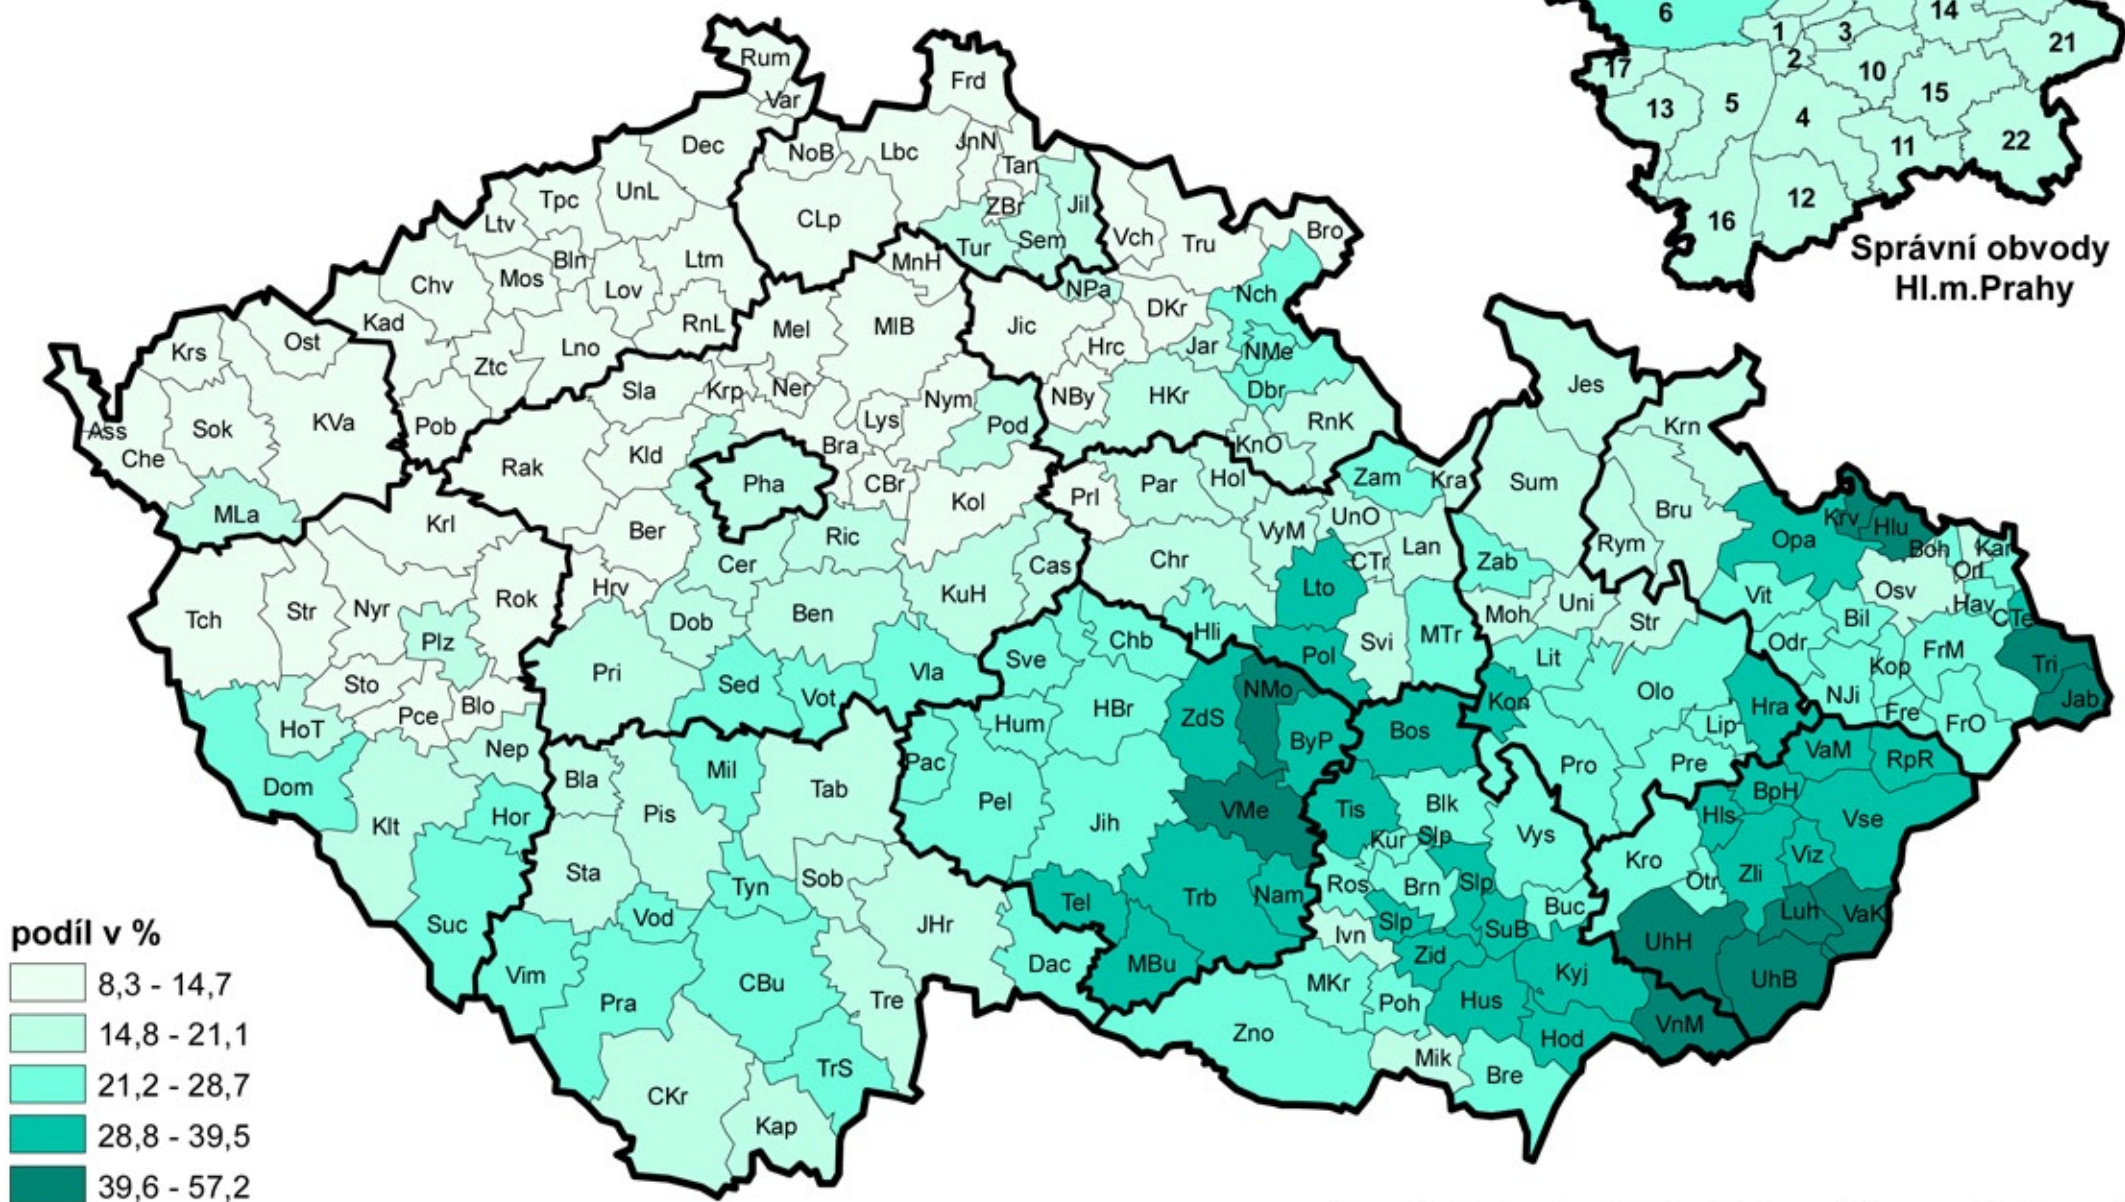 6
14
1
3
21
2
17
10
15
13
5
4
11
22
12
16
Správní obvody
Hl.m.Prahy
Rum
Var
Frd
Dec
NoB
Lbc
JnN
Tan
Tpc
UnL
ZBr
Jil
Ltv
CLp
Tur
Sem
Vch
Tru
Bro
Bln
Ltm
MnH
Chv
Mos
Lov
NPa
Nch
Kad
RnL
Mel
MlB
Jic
DKr
Krs
Ost
Lno
Hrc
Jar
NMe
Ztc
Sla
Krp
Ner
Nym
NBy
HKr
Dbr
Jes
Ass
Sok
KVa
Pob
Lys
Pod
RnK
Krn
Che
Rak
Kld
Bra
KnO
Pha
CBr
Kol
Prl
Par
Hol
Zam
Kra
Sum
MLa
Krl
Ber
Ric
VyM
UnO
Bru
Krv
Hlu
Opa
Boh
Kar
Rym
Cer
Cas
Chr
CTr
Lan
Zab
Orl
Hrv
KuH
Lto
Osv
Tch
Str
Nyr
Rok
Dob
Ben
Moh
Uni
Str
Vit
Bil
Hav
CTe
Plz
Hli
Svi
MTr
Chb
Odr
FrM
Sve
Pol
Lit
Kop
Tri
Pri
Sed
Vot
Vla
NMo
Kon
Olo
NJi
Jab
Sto
Pce
Blo
HBr
ZdS
Hra
Fre
FrO
HoT
Hum
ByP
Bos
Lip
Nep
Pac
VaM
RpR
Dom
Bla
Mil
Tab
Pel
Jih
VMe
Tis
Blk
Pro
Pre
BpH
Klt
Hor
Pis
Kur
Slp
Vys
Hls
Vse
Sta
Sob
Kro
Viz
Tyn
Tel
Trb
Nam
Ros
Brn
Slp
Otr
Zli
Suc
Vod
JHr
Slp
SuB
Buc
Luh
VaK
podíl v %
Ivn
UhH
Vim
CBu
Dac
MBu
Zid
Kyj
UhB
8,3 - 14,7
Pra
Tre
MKr
Poh
Hus
VnM
14,8 - 21,1
Zno
Hod
Mik
21,2 - 28,7
TrS
Bre
CKr
28,8 - 39,5
Kap
39,6 - 57,2